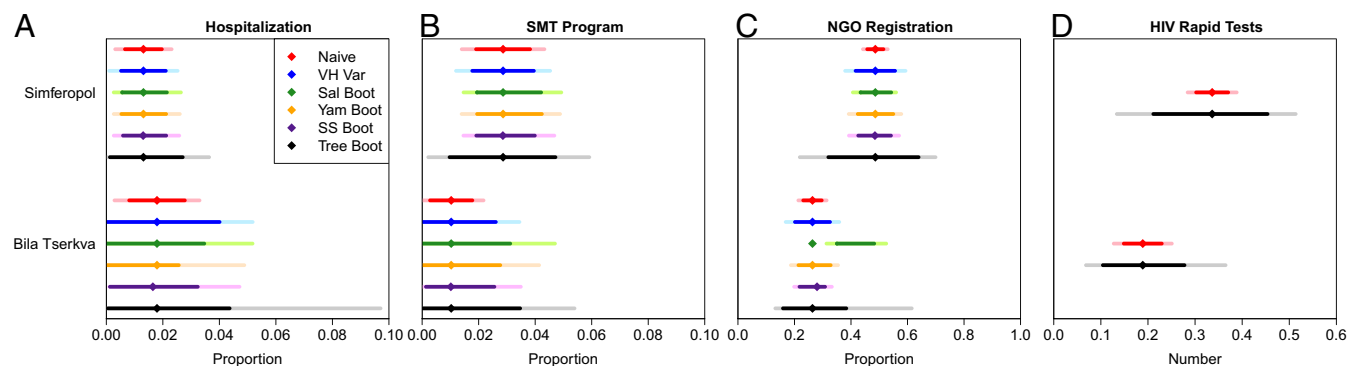 A Hospitalization
B SMT Program
C NGO Registration
D HIV Rapid Tests
Naive
VH Var
Sal Boot
Yam Boot
SS Boot
Tree Boot
Simferopol
Bila Tserkva
0.00 0.02 0.04 0.06 0.08 0.10
0.00 0.02 0.04 0.06 0.08 0.10
0.0 0.2 0.4 0.6 0.8 1.0
0.0 0.1 0.2 0.3 0.4 0.5 0.6
Proportion
Proportion
Proportion
Number